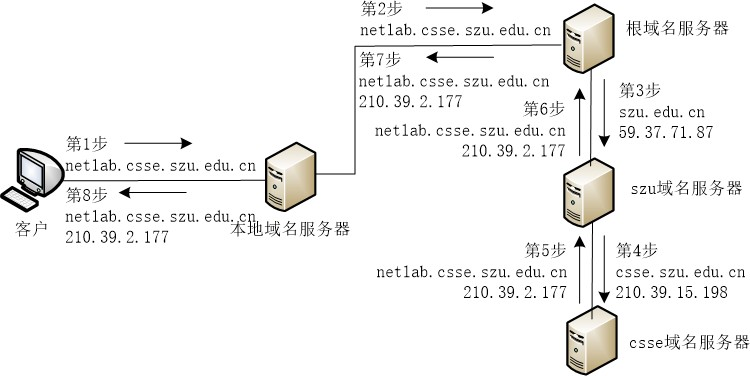 第2步
netlab.csse.szu.edu.cn
根域名服务器
第7步
netlab.csse.szu.edu.cn
210.39.2.177
第3步
szu.edu.cn
59.37.71.87
第6步
netlab.csse.szu.edu.cn
210.39.2.177
第1步
netlab.csse.szu.edu.cn
第8步
netlab.csse.szu.edu.cn
210.39.2.177
客户
本地域名服务器
szu域名服务器
第5步
netlab.csse.szu.edu.cn
210.39.2.177
第4步
csse.szu.edu.cn
210.39.15.198
csse域名服务器